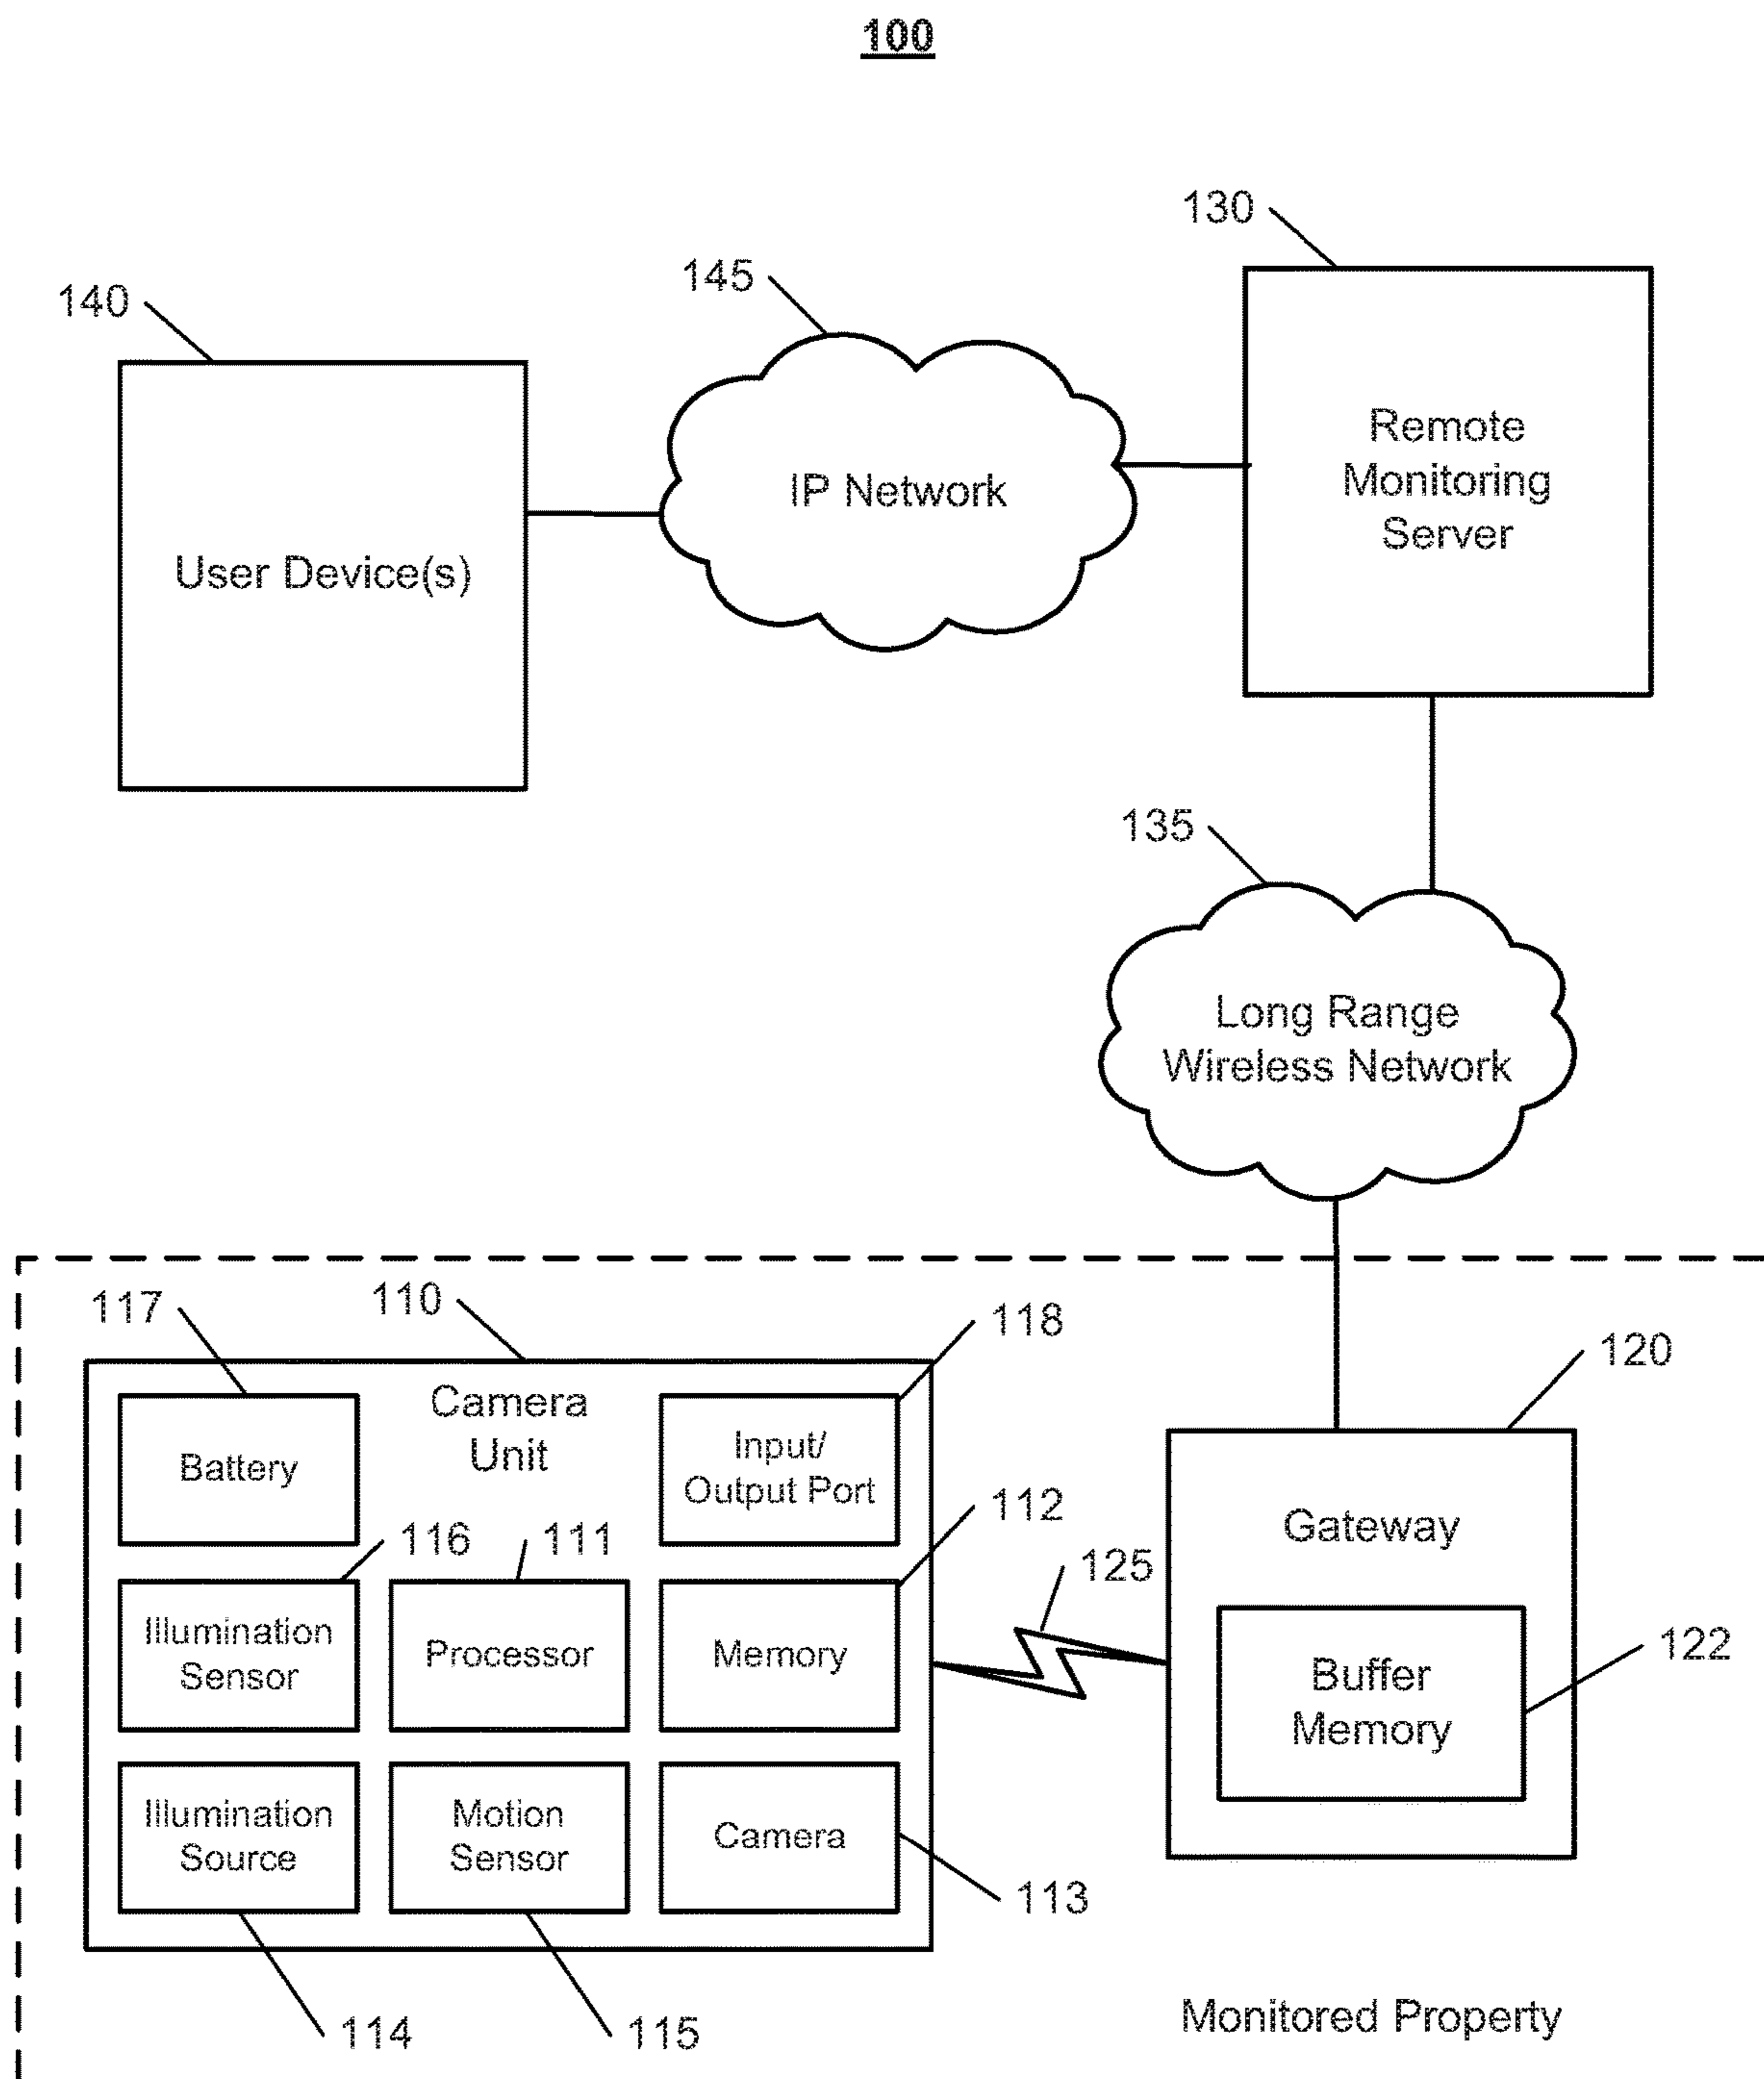 100
130
145
140
Remote
Monitoring
Server
IP Network
User Device(s)
135
Long Range
Wireless Network
117
110
118
120
Camera
Unit
Battery
Input/
Output Port
112
116
111
125
Gateway
Illumination
Sensor
Processor
Memory
122
Buffer
Memory
Illumination
Source
Motion
Sensor
Camera
113
114
115
Monitored Property